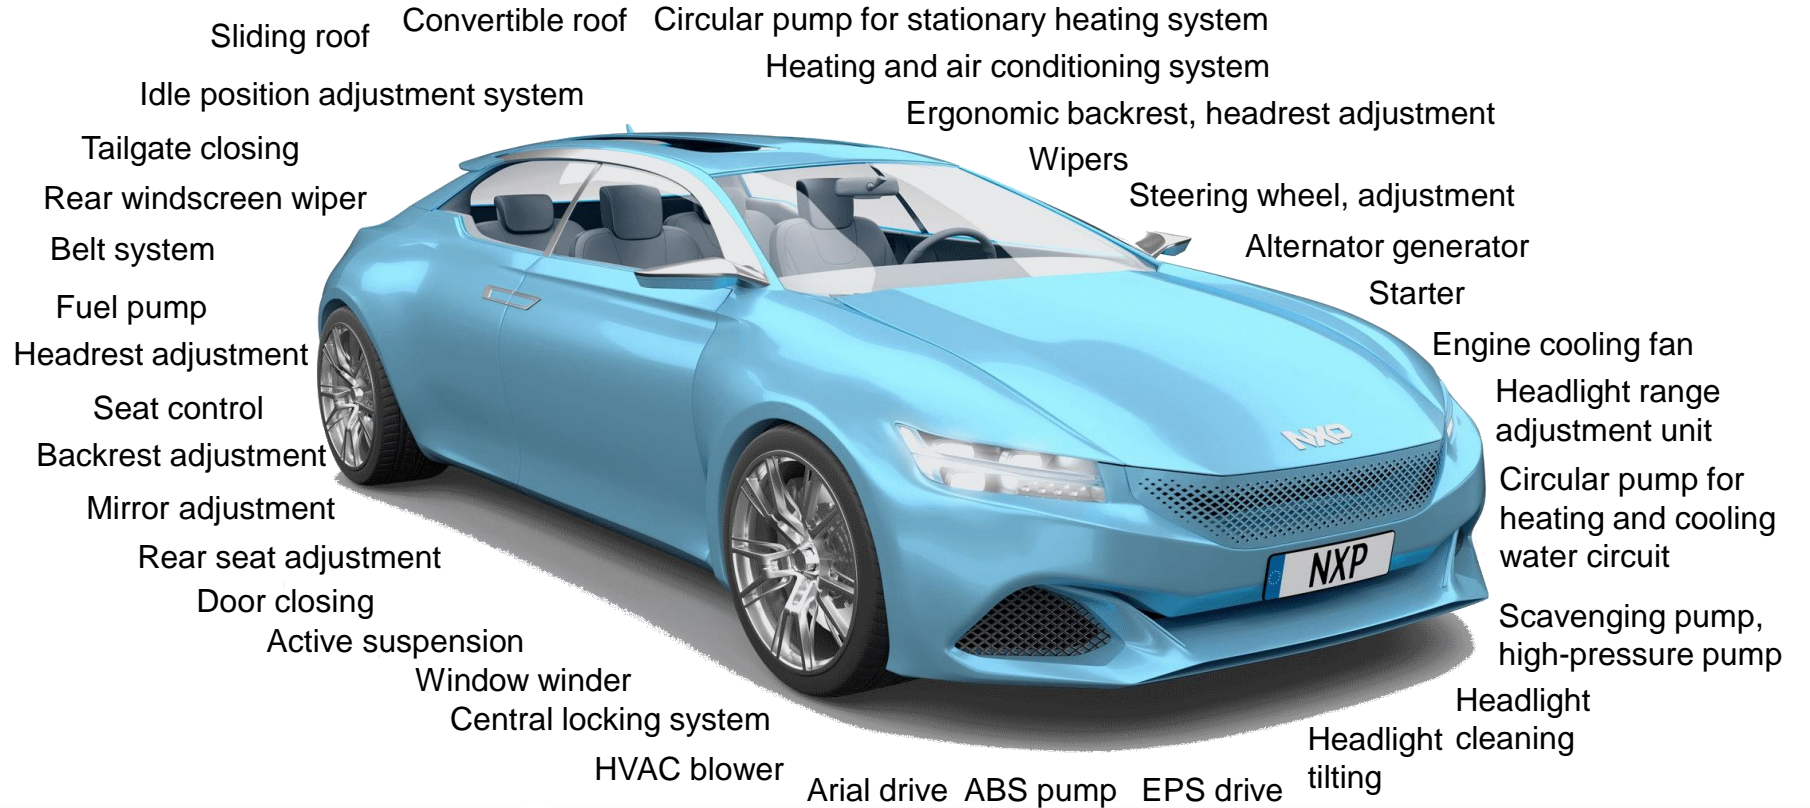 Sliding roof
Convertible roof
Circular pump for stationary heating system
Heating and air conditioning system
Idle position adjustment system
Ergonomic backrest, headrest adjustment
Tailgate closing
Wipers
Rear windscreen wiper
Steering wheel, adjustment
Belt system
Alternator generator
Fuel pump
Starter
Headrest adjustment
Engine cooling fan
Seat control
Headlight range
adjustment unit
Backrest adjustment
NXP
Circular pump for
heating and cooling
water circuit
Mirror adjustment
NXP
Rear seat adjustment
Door closing
Scavenging pump,
high-pressure pump
Active suspension
Window winder
Headlight
cleaning
Central locking system
Headlight
tilting
HVAC blower
Arial drive
ABS pump
EPS drive